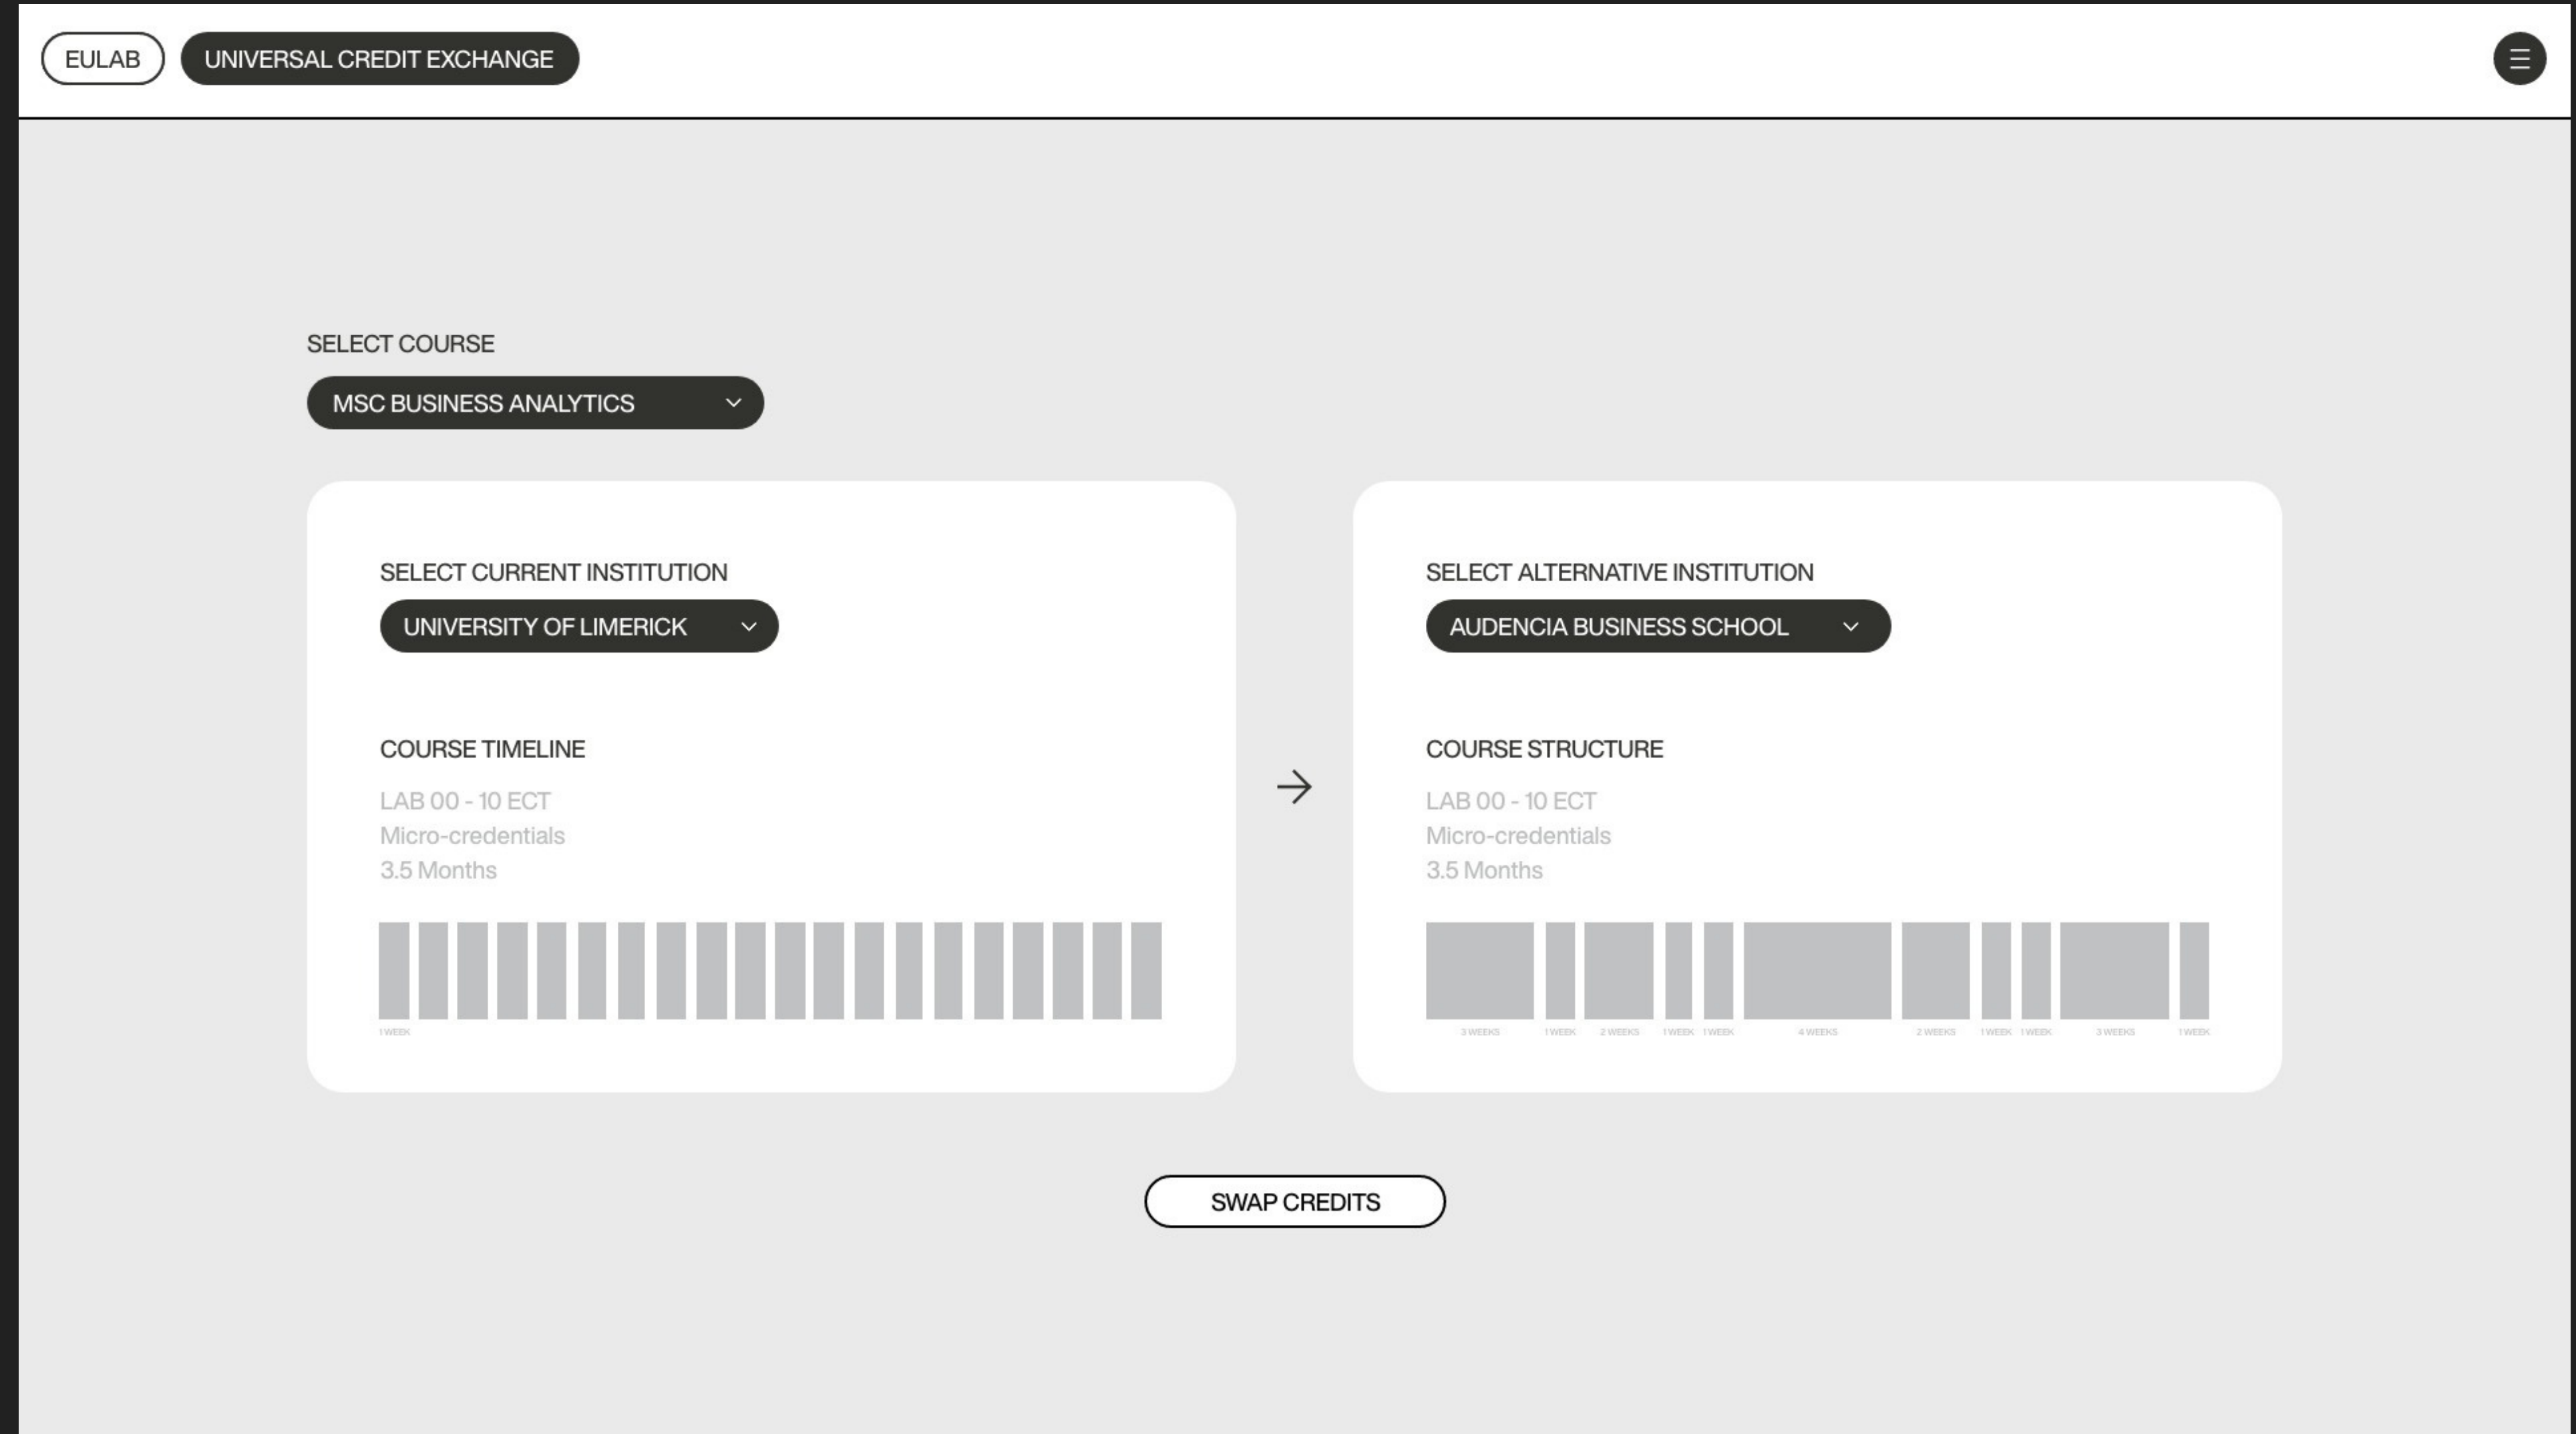 EULAB
UNIVERSAL CREDIT EXCHANGE
SELECT COURSE
MSC BUSINESS ANALYTICS
SELECT CURRENT INSTITUTION
UNIVERSITY OF LIMERICK
COURSE TIMELINE
LAB 00 - 10 ECT
Micro-credentials
3.5 Months
1 WEEK
SELECT ALTERNATIVE INSTITUTION
AUDENCIA BUSINESS SCHOOL
COURSE STRUCTURE
LAB 00 - 10 ECT
Micro-credentials
3.5 Months
3 WEEKS 1 WEEK 2 WEEKS 1 WEEK 1 WEEK 4 WEEKS 2 WEEKS 1 WEEK 1 WEEK 3 WEEKS 1 WEEK
SWAP CREDITS